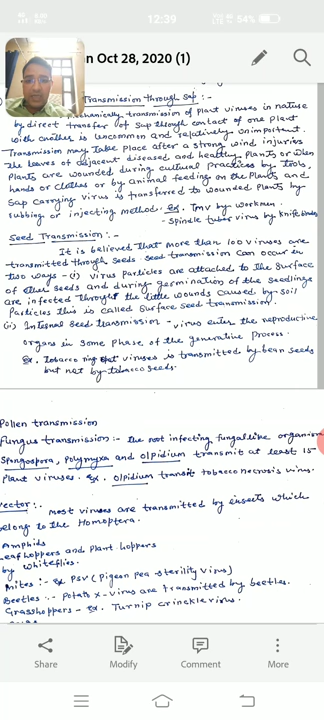 12:39
54%
n Oct 28, 2020 (1)
Transmission through Sap :-
mechanically transmission of plant viruses in nature
by direct transfer of sap through contact of one plant
with another is uncommon and relatively unimportant.
Transmission may take place after a strong wind injuries
the leaves of adjacent diseased and healthy plants or when
plants are wounded during cultural practices by tools,
hands or clothes or by animal feeding on the plants and
Sap carrying virus is transferred to wounded plants by
rubbing or injecting method. Ex. TMV by workmen.
- Spindle tuber virus by knife
Seed Transmission : -
It is believed that more than 100 viruses are
transmitted through seeds. Seed transmission can occur in
two ways - (i) virus particles are attached to the surface
of the seeds and during germination of the seedlings
are infected through the little wounds caused by soil
Particles this is called Surface seed transmission.
(ii) Internal seed transmission - virus enter the reproductive
organs in some phase of the generative process.
Ex. Tobacco ring spot viruses is transmitted by bean seeds
but not by tobacco seeds.
Pollen transmission
Fungus transmission :- the root infecting fungal like organism
Spongospora, Polymyxa and Olpidium transmit at least 15
Plant viruses. Ex. Olpidium transit tobacco necrosis virus.
vector : - most viruses are transmitted by insects which
belong to the Homoptera.
Amphids
Leafhoppers and Plant hoppers
by whiteflies.
Mites : - Ex PSV (Pigeon pea sterility virus)
Beetles :- Potato x-virus are transmitted by beetles.
Grasshoppers - Ex. Turnip crinckle virus.
Share
Modify
Comment
More